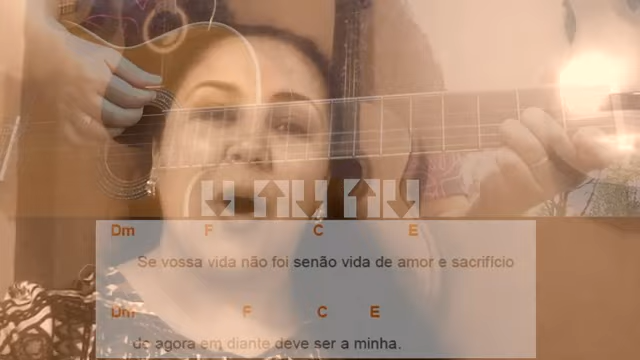 Dm F C E
Se vossa vida não foi senão vida de amor e sacrifício
Dm F C E
de agora em diante deve ser a minha.